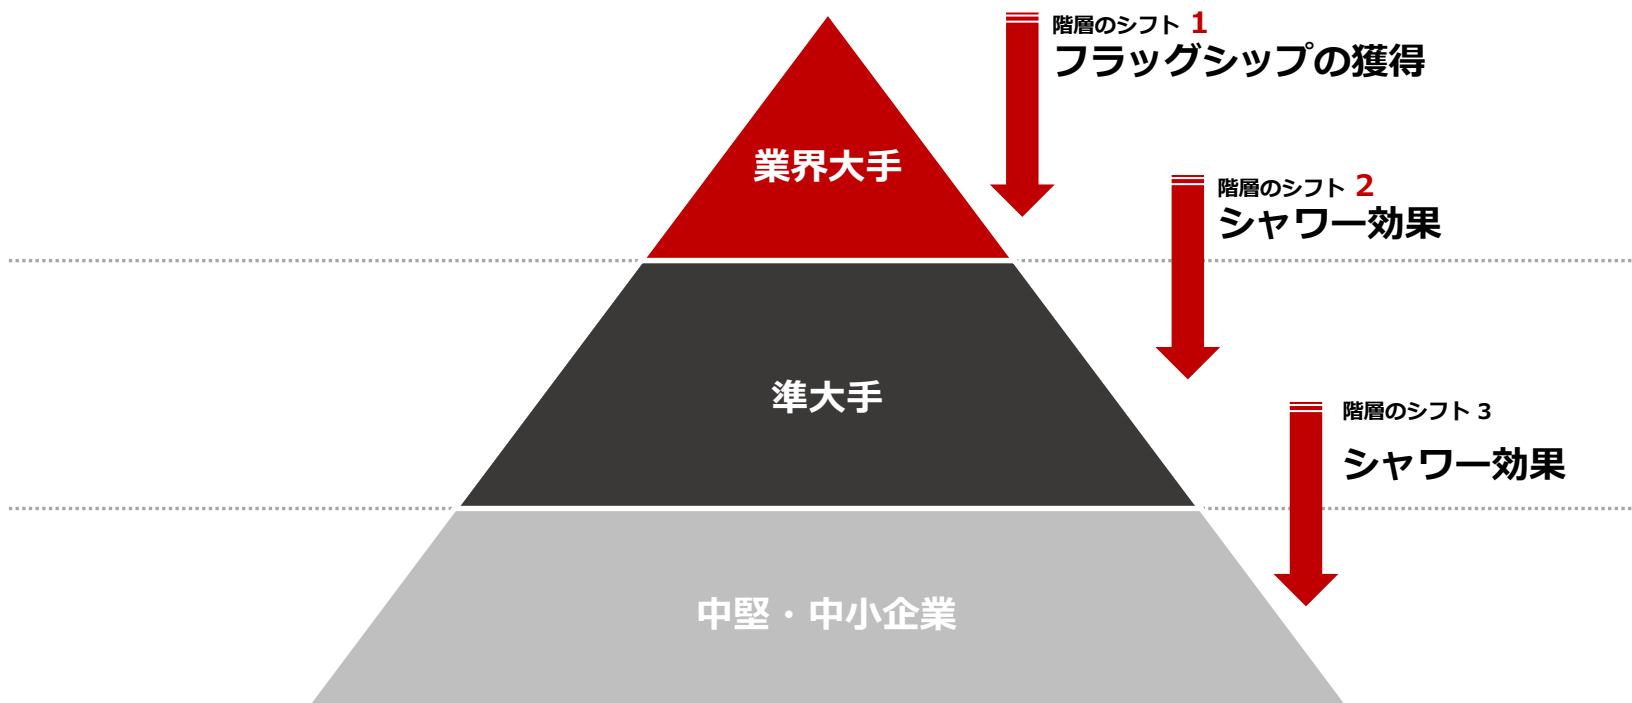 階層のシフト 1
フラッグシップの獲得
業界大手
階層のシフト 2
シャワー効果
準大手
階層のシフト 3
シャワー効果
中堅・中小企業